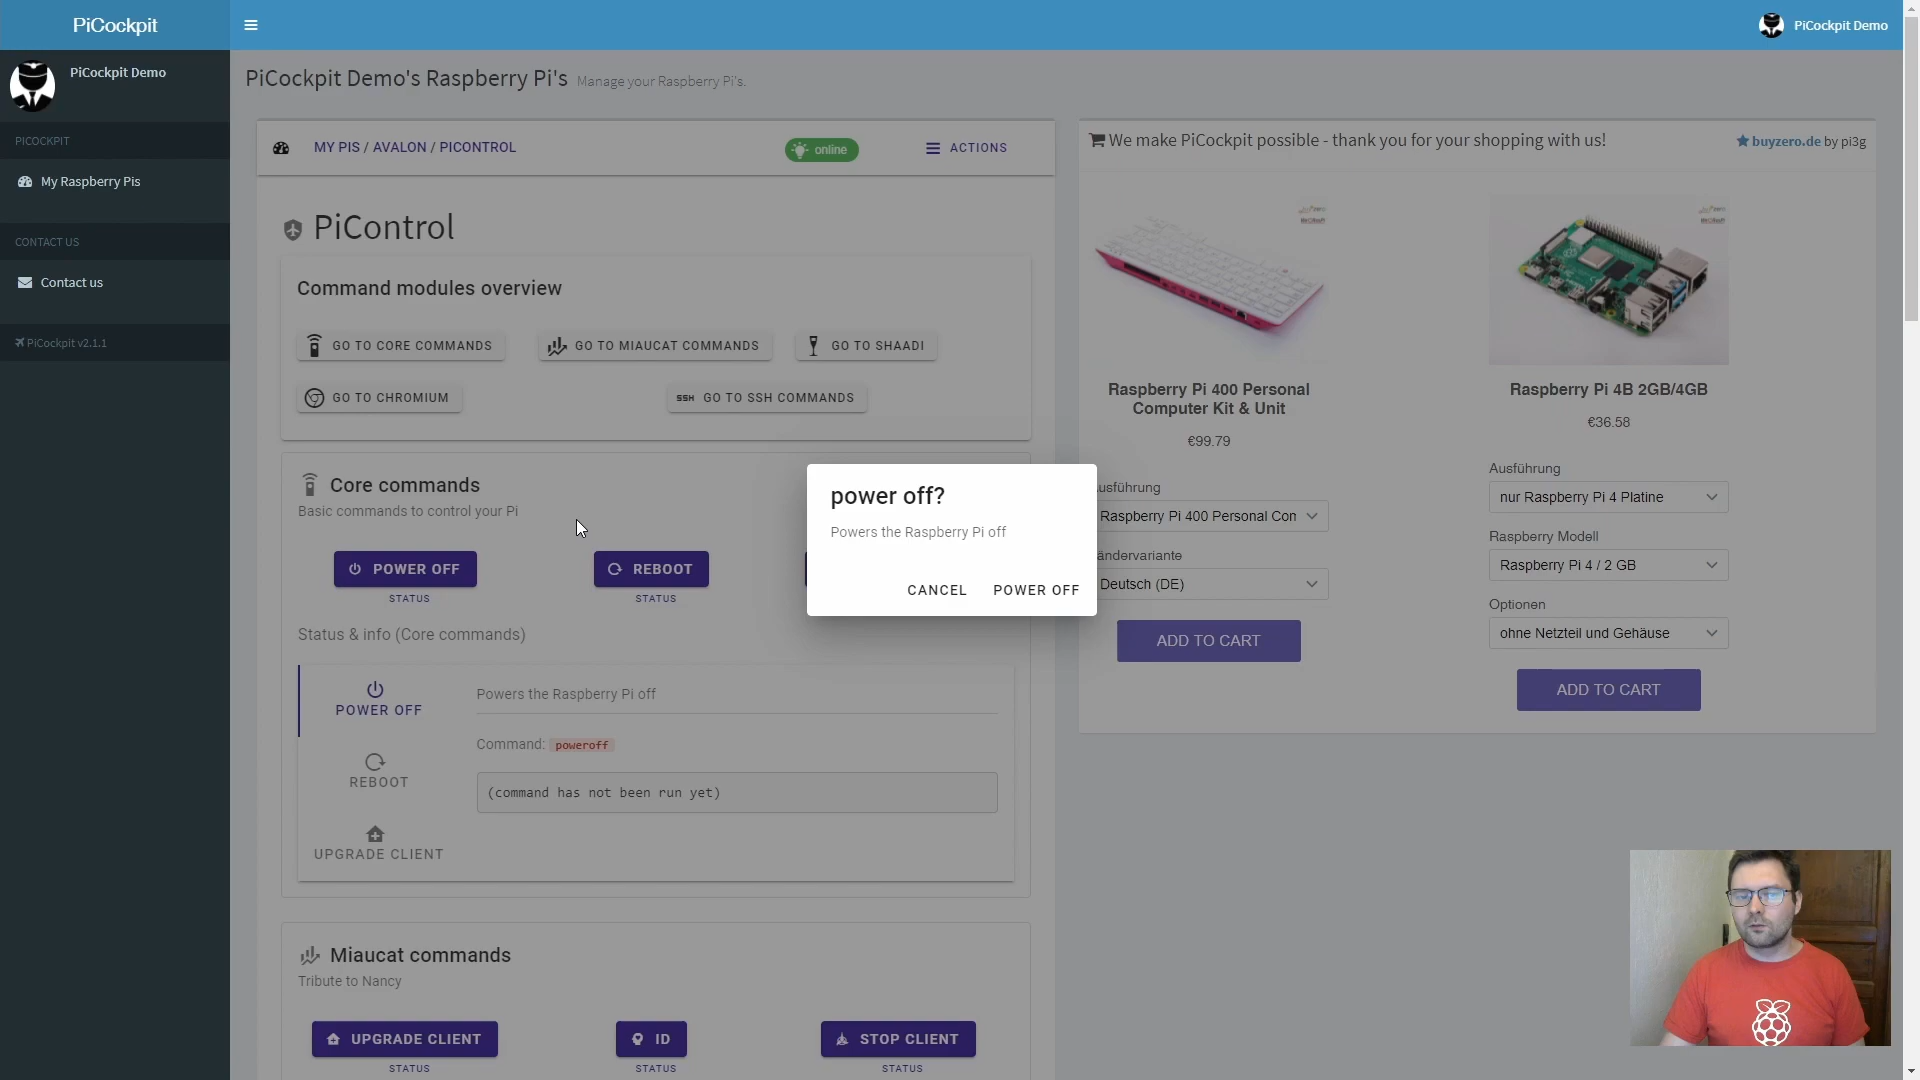 PiCockpit
PiCockpit Demo
PiCockpit Demo
PICOCKPIT
My Raspberry Pis
CONTACT US
Contact us
PiCockpit v2.1.1
PiCockpit Demo's Raspberry Pi's Manage your Raspberry Pi's.
MY PIS / AVALON / PICONTROL
online
ACTIONS
PiControl
Command modules overview
GO TO CORE COMMANDS
GO TO MIAUCAT COMMANDS
GO TO SHAADI
GO TO CHROMIUM
SSH GO TO SSH COMMANDS
Core commands
Basic commands to control your Pi
POWER OFF
STATUS
REBOOT
STATUS
Status & info (Core commands)
POWER OFF
REBOOT
UPGRADE CLIENT
Powers the Raspberry Pi off
Command: poweroff
(command has not been run yet)
Miaucat commands
Tribute to Nancy
UPGRADE CLIENT
STATUS
ID
STATUS
STOP CLIENT
STATUS
power off?
Powers the Raspberry Pi off
CANCEL
POWER OFF
We make PiCockpit possible - thank you for your shopping with us!
buyzero.de by pi3g
Raspberry Pi 400 Personal
Computer Kit & Unit
€99.79
usführung
Raspberry Pi 400 Personal Con
ändervariante
Deutsch (DE)
ADD TO CART
Raspberry Pi 4B 2GB/4GB
€36.58
Ausführung
nur Raspberry Pi 4 Platine
Raspberry Modell
Raspberry Pi 4 / 2 GB
Optionen
ohne Netzteil und Gehäuse
ADD TO CART